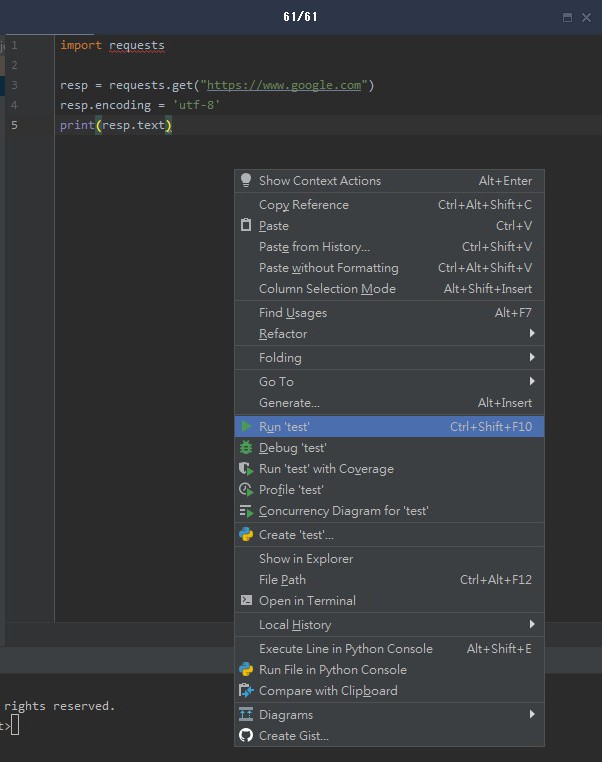 61/61
1 import requests
2
3 resp = requests.get("https://www.google.com")
4 resp.encoding = 'utf-8'
5 print(resp.text)
Show Context Actions Alt+Enter
Copy Reference Ctrl+Alt+Shift+C
Paste Ctrl+V
Paste from History... Ctrl+Shift+V
Paste without Formatting Ctrl+Alt+Shift+V
Column Selection Mode Alt+Shift+Insert
Find Usages Alt+F7
Refactor
Folding
Go To
Generate... Alt+Insert
Run 'test' Ctrl+Shift+F10
Debug 'test'
Run 'test' with Coverage
Profile 'test'
Concurrency Diagram for 'test'
Create 'test'...
Show in Explorer
File Path Ctrl+Alt+F12
Open in Terminal
Local History
Execute Line in Python Console Alt+Shift+E
Run File in Python Console
Compare with Clipboard
Diagrams
Create Gist...
rights reserved.
t>